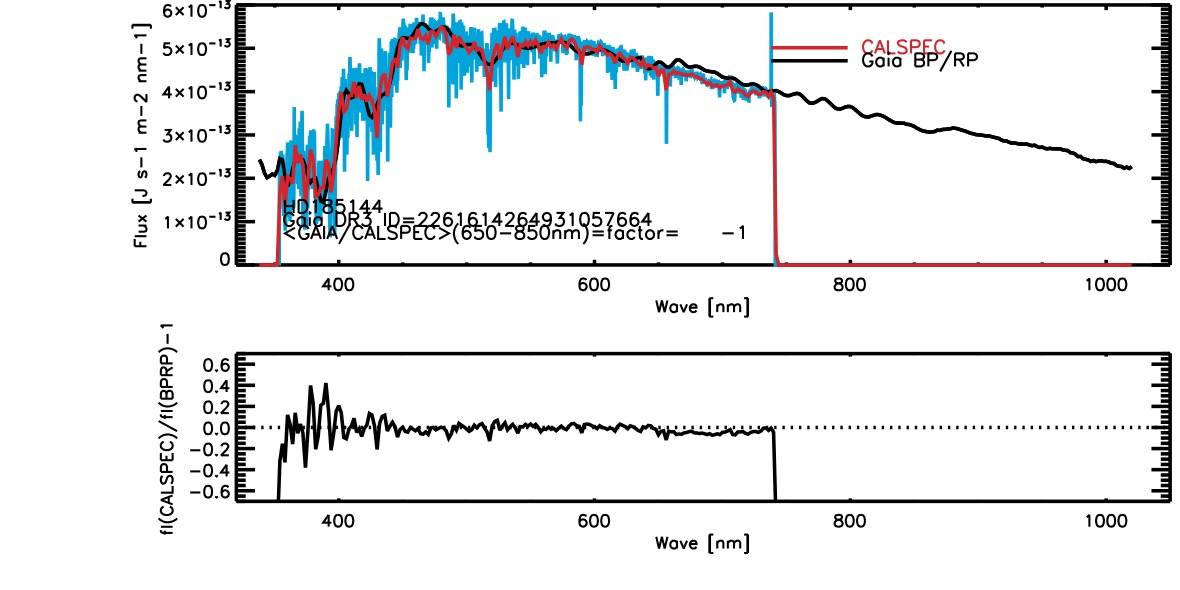 6×10−13
5×10−13
4×10−13
3×10−13
2×10−13
1×10−13
0
Flux [J s−1 m−2 nm−1]
CALSPEC
Gaia BP/RP
HD185144
Gaia DR3 ID=2261614264931057664
<GAIA/CALSPEC>(650−850nm)=factor= −1
400 600 800 1000
Wave [nm]
fl(CALSPEC)/fl(BPRP)−1
0.6
0.4
0.2
0.0
−0.2
−0.4
−0.6
400 600 800 1000
Wave [nm]